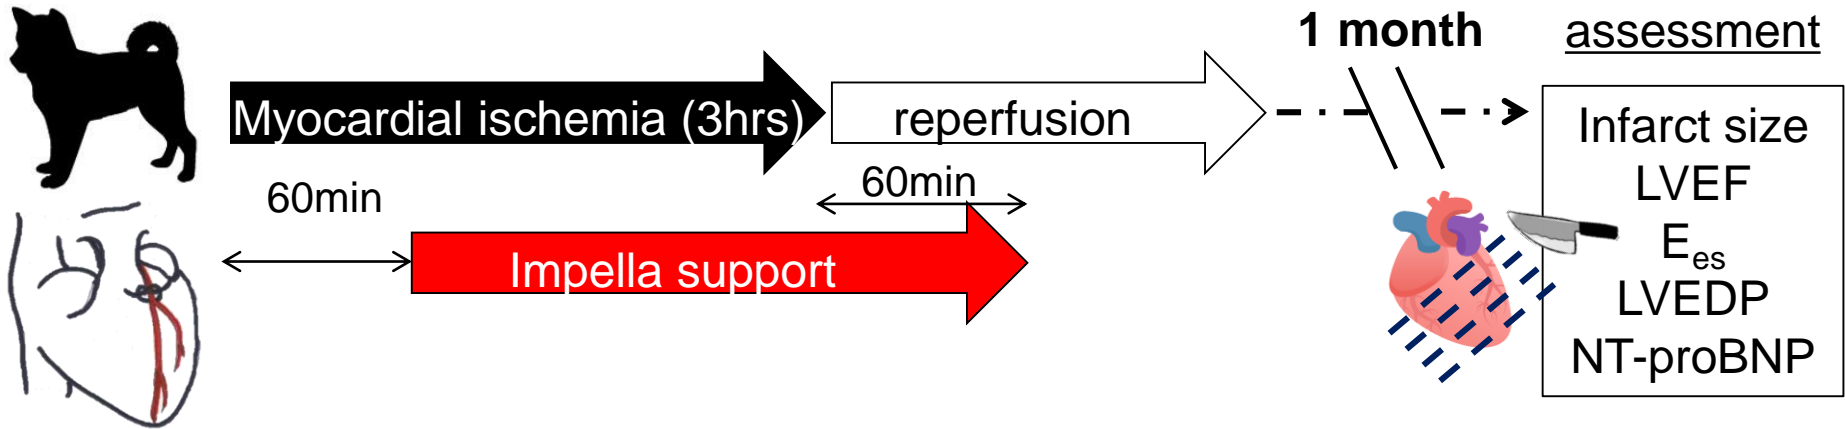 1 month
assessment
Myocardial ischemia (3hrs)
reperfusion
60min
60min
Impella support
Infarct size
LVEF
Ees
LVEDP
NT-proBNP